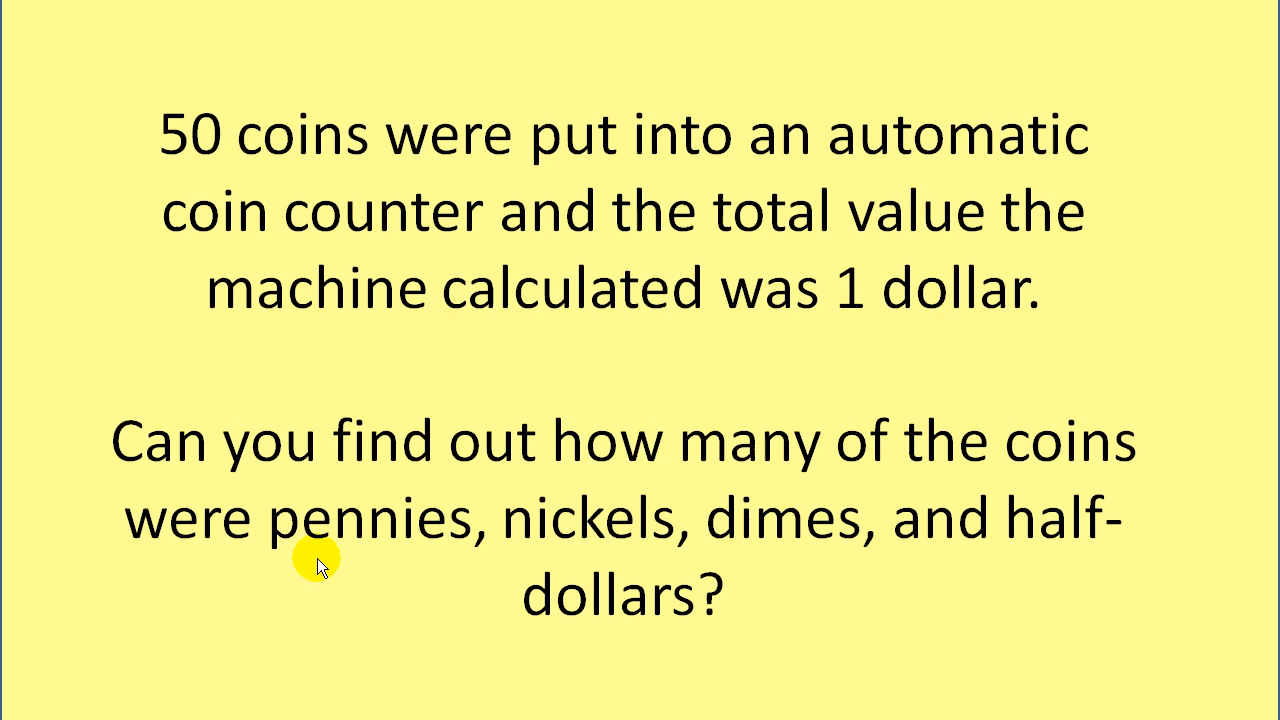 50 coins were put into an automatic
coin counter and the total value the
machine calculated was 1 dollar.
Can you find out how many of the coins
were pennies, nickels, dimes, and half-
dollars?